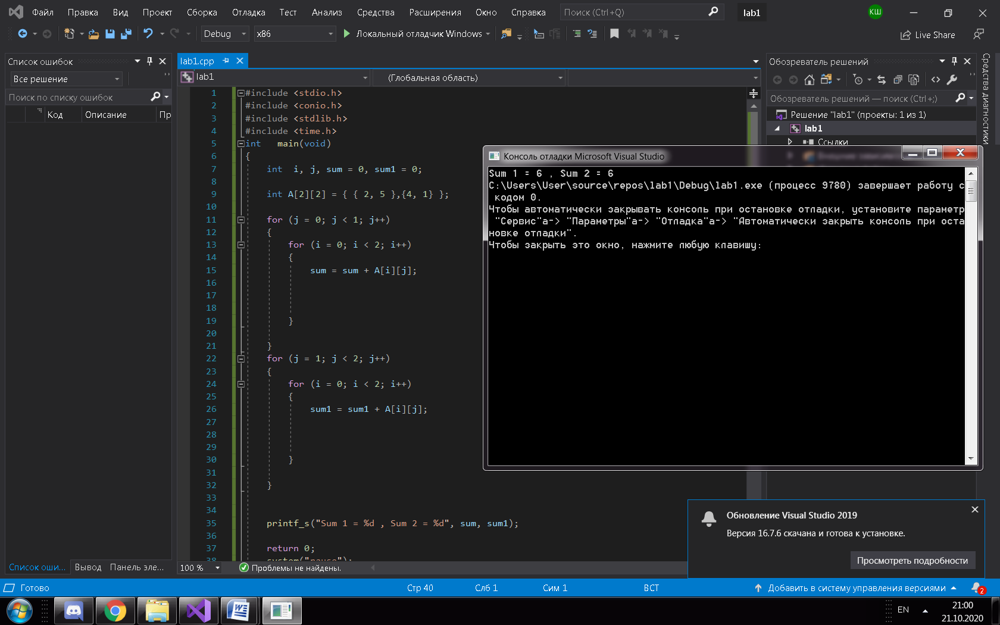 Файл Правка Вид Проект Сборка Отладка Тест Анализ Средства Расширения Окно Справка Поиск (Ctrl+Q) lab1 КШ
Debug x86 Локальный отладчик Windows Live Share
Список ошибок
Все решение
Поиск по списку ошибок
Код Описание Пр
lab1.cpp
lab1 (Глобальная область)
1 #include <stdio.h>
2 #include <conio.h>
3 #include <stdlib.h>
4 #include <time.h>
5 int main(void)
6 {
7 int i, j, sum = 0, sum1 = 0;
8
9 int A[2][2] = { { 2, 5 },{4, 1} };
10
11 for (j = 0; j < 1; j++)
12 {
13 for (i = 0; i < 2; i++)
14 {
15 sum = sum + A[i][j];
16
17
18
19 }
20
21 }
22 for (j = 1; j < 2; j++)
23 {
24 for (i = 0; i < 2; i++)
25 {
26 sum1 = sum1 + A[i][j];
27
28
29
30 }
31
32 }
33
34
35 printf_s("Sum 1 = %d , Sum 2 = %d", sum, sum1);
36
37 return 0;
38 system("pause");
Обозреватель решений
Обозреватель решений — поиск (Ctrl+;)
Решение "lab1" (проекты: 1 из 1)
lab1
Ссылки
Средства диагностики
Консоль отладки Microsoft Visual Studio
Sum 1 = 6 , Sum 2 = 6
C:\Users\User\source\repos\lab1\Debug\lab1.exe (процесс 9780) завершает работу с
кодом 0.
Чтобы автоматически закрывать консоль при остановке отладки, установите параметр
"Сервис"а-> "Параметры"а-> "Отладка"а-> "Автоматически закрыть консоль при оста
новке отладки".
Чтобы закрыть это окно, нажмите любую клавишу:
Обновление Visual Studio 2019
Версия 16.7.6 скачана и готова к установке.
Просмотреть подробности
Список оши... Вывод Панель эле...
100 % Проблемы не найдены.
Готово Стр 40 Слб 1 Сим 1 ВСТ Добавить в систему управления версиями 2
EN 21:00
21.10.2020